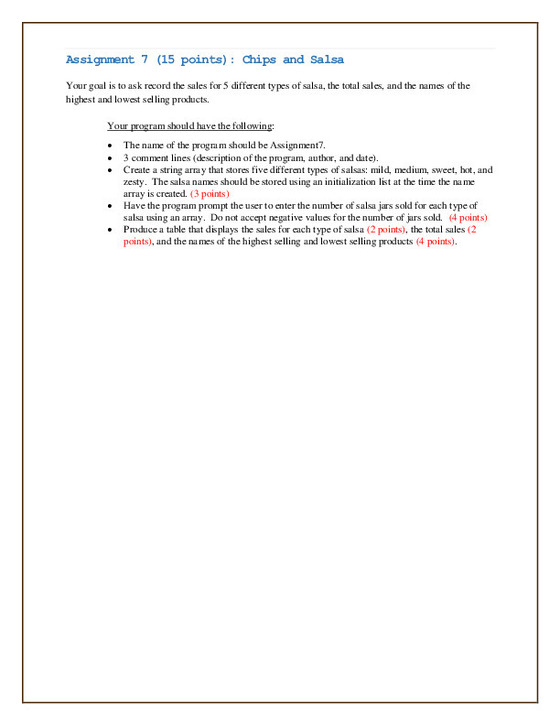 Assignment 7 (15 points): Chips and Salsa
Your goal is to ask record the sales for 5 different types of salsa, the total sales, and the names of the
highest and lowest selling products.
Your program should have the following:
• The name of the program should be Assignment7.
• 3 comment lines (description of the program, author, and date).
• Create a string array that stores five different types of salsas: mild, medium, sweet, hot, and
zesty. The salsa names should be stored using an initialization list at the time the name
array is created. (3 points)
• Have the program prompt the user to enter the number of salsa jars sold for each type of
salsa using an array. Do not accept negative values for the number of jars sold. (4 points)
• Produce a table that displays the sales for each type of salsa (2 points), the total sales (2
points), and the names of the highest selling and lowest selling products (4 points).